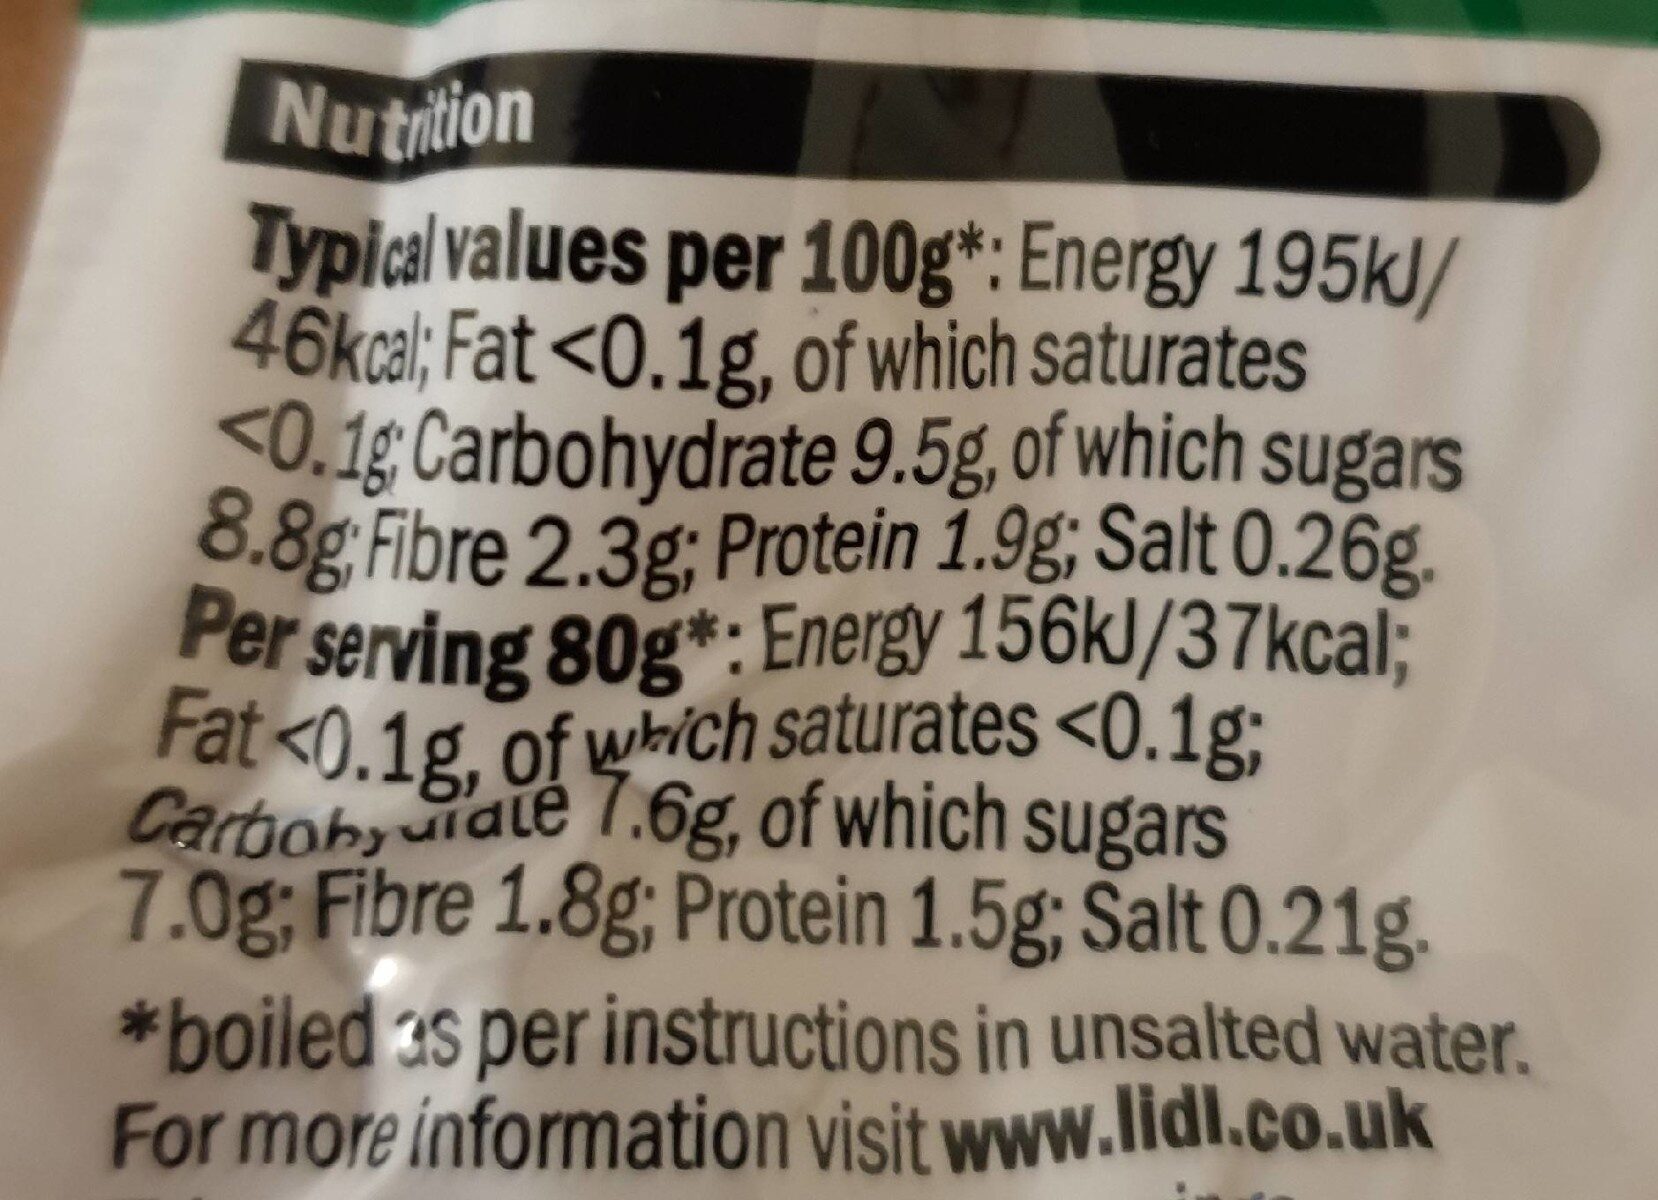 Nutrition
Typical values per 100g*: Energy 195kJ/
46kcal; Fat <0.1g, of which saturates
<0.1g; Carbohydrate 9.5g, of which sugars
8.8g; Fibre 2.3g; Protein 1.9g; Salt 0.26g.
Per serving 80g*: Energy 156kJ/37kcal;
Fat <0.1g, of which saturates <0.1g;
Carbohydrate 7.6g, of which sugars
7.0g; Fibre 1.8g; Protein 1.5g; Salt 0.21g.
*boiled as per instructions in unsalted water.
For more information visit www.lidl.co.uk